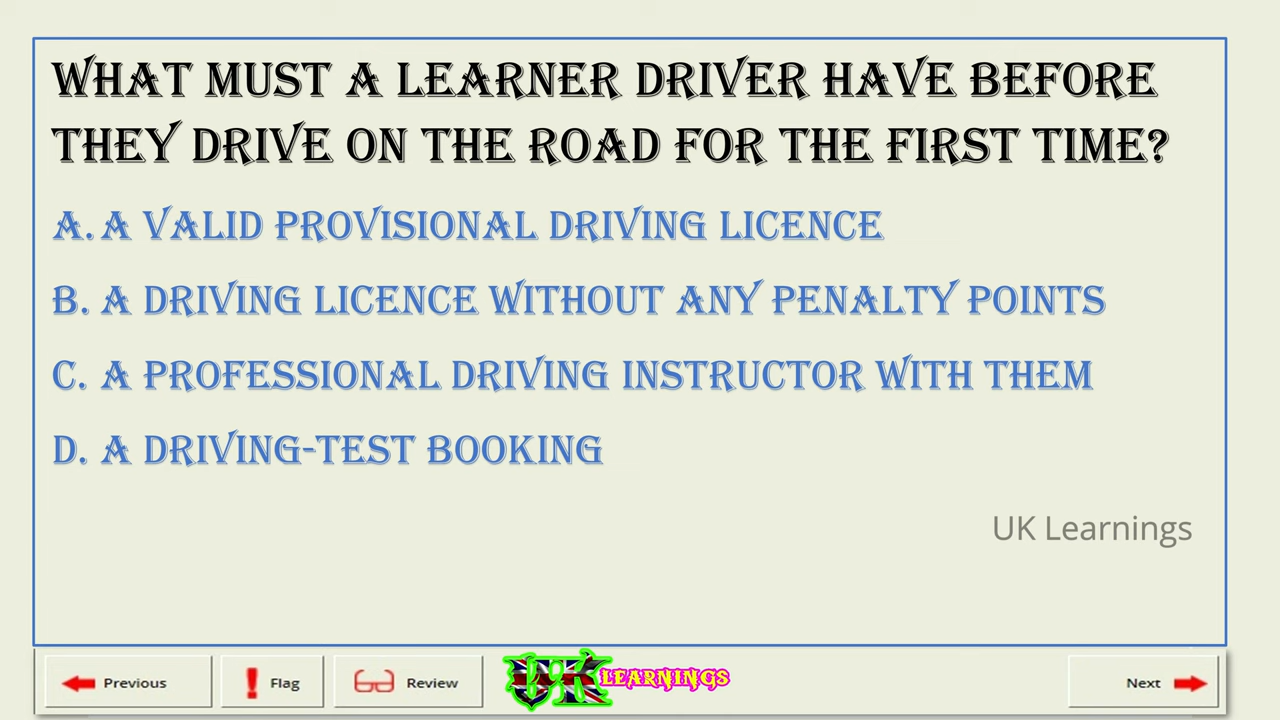 WHAT MUST A LEARNER DRIVER HAVE BEFORE
THEY DRIVE ON THE ROAD FOR THE FIRST TIME?
A. A VALID PROVISIONAL DRIVING LICENCE
B. A DRIVING LICENCE WITHOUT ANY PENALTY POINTS
C. A PROFESSIONAL DRIVING INSTRUCTOR WITH THEM
D. A DRIVING-TEST BOOKING
UK Learnings
Previous
Flag
Review
UK LEARNINGS
Next